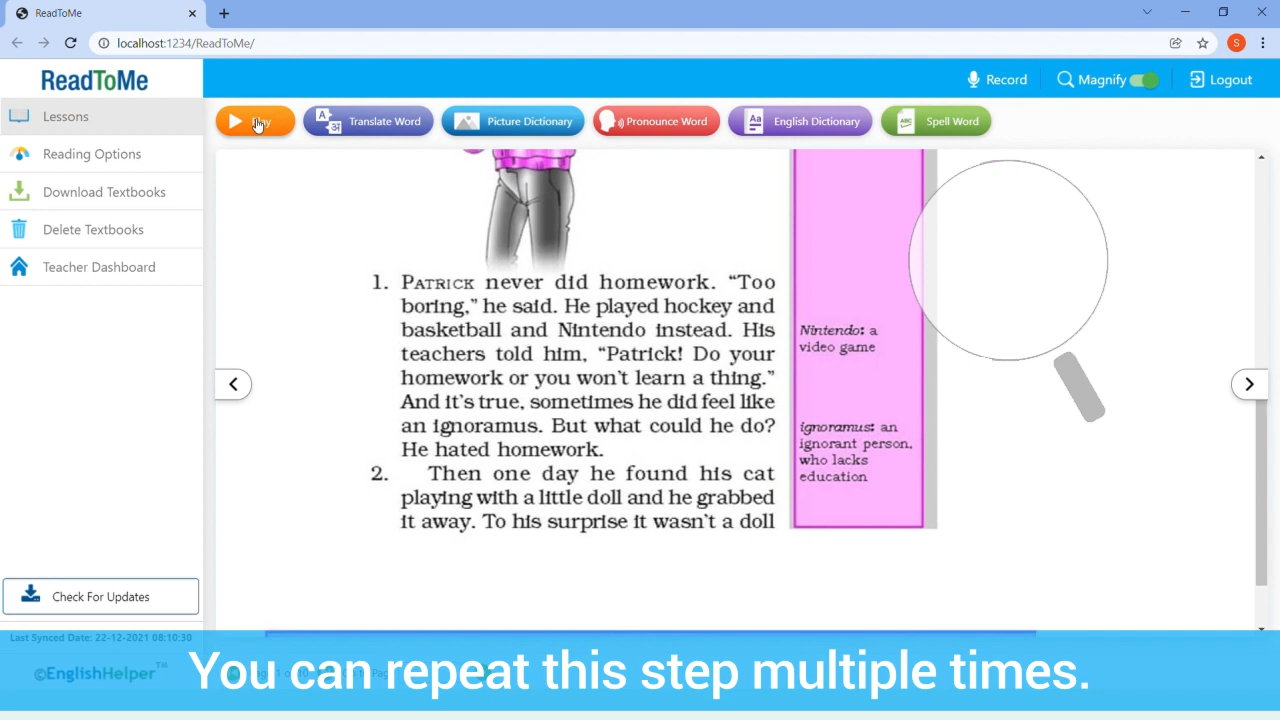 ReadToMe
localhost:1234/ReadToMe/
S
ReadToMe
Record
Magnify
Logout
Lessons
Reading Options
Download Textbooks
Delete Textbooks
Teacher Dashboard
Play
Translate Word
Picture Dictionary
Pronounce Word
English Dictionary
Spell Word
1. PATRICK never did homework. “Too
boring,” he said. He played hockey and
basketball and Nintendo instead. His
teachers told him, “Patrick! Do your
homework or you won’t learn a thing.”
And it’s true, sometimes he did feel like
an ignoramus. But what could he do?
He hated homework.
2. Then one day he found his cat
playing with a little doll and he grabbed
it away. To his surprise it wasn’t a doll
Nintendo: a
video game
ignoramus: an
ignorant person,
who lacks
education
Check For Updates
Last Synced Date: 22-12-2021 08:10:30
©EnglishHelper™
You can repeat this step multiple times.